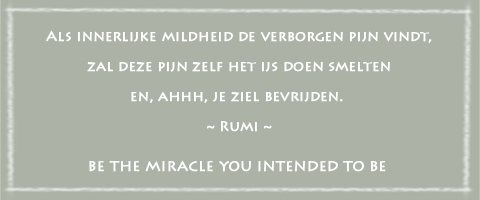 Als innerlijke mildheid de verborgen pijn vindt,
zal deze pijn zelf het ijs doen smelten
en, ahhh, je ziel bevrijden.
~ Rumi ~
be the miracle you intended to be